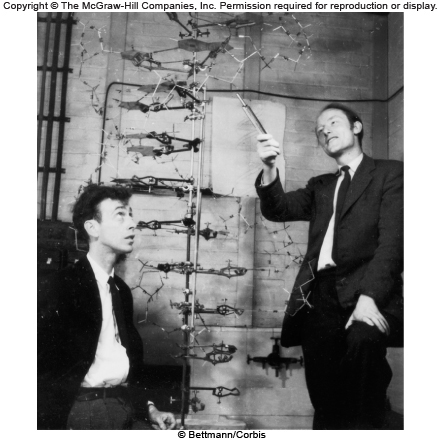 Copyright © The McGraw-Hill Companies, Inc. Permission required for reproduction or display.
© Bettmann/Corbis